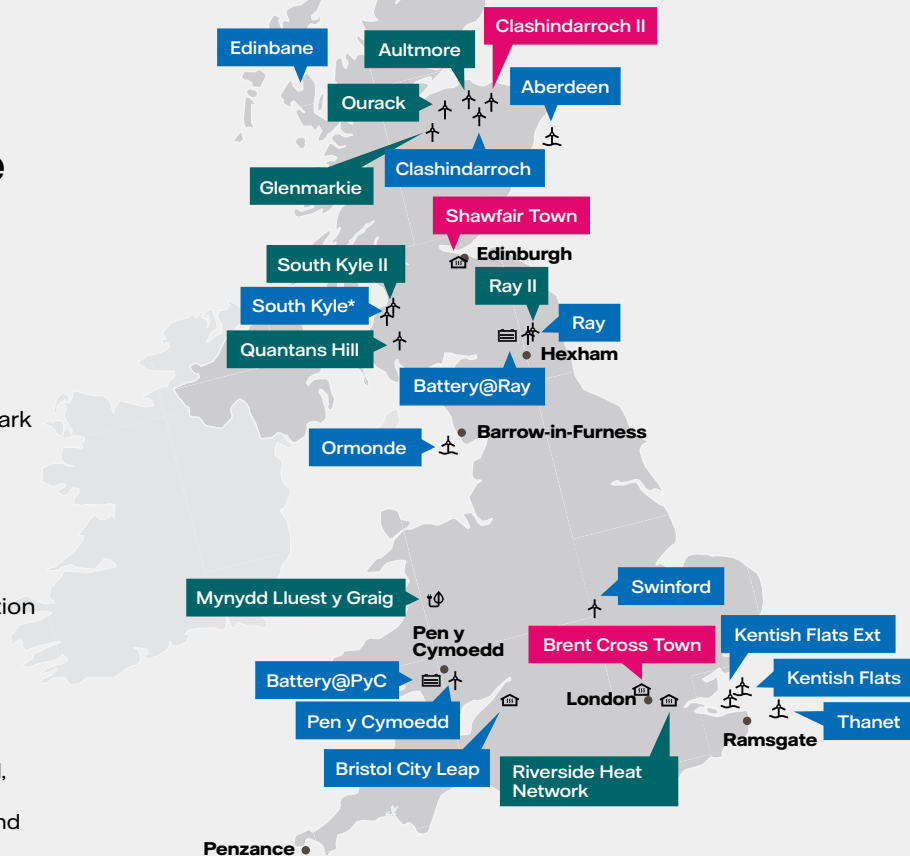 Clashindarroch II
Edinbane
Aultmore
Aberdeen
Ourack
Clashindarroch
Glenmarkie
Shawfair Town
Edinburgh
South Kyle II
Ray II
South Kyle*
Ray
Quantans Hill
Hexham
Battery@Ray
ark
Barrow-in-Furness
Ormonde
Swinford
Mynydd Lluest y Graig
tion
Pen y
Cymoedd
Brent Cross Town
Kentish Flats Ext
Battery@PyC
Kentish Flats
London
Pen y Cymoedd
Thanet
Ramsgate
Bristol City Leap
Riverside Heat
Network
nd
Penzance